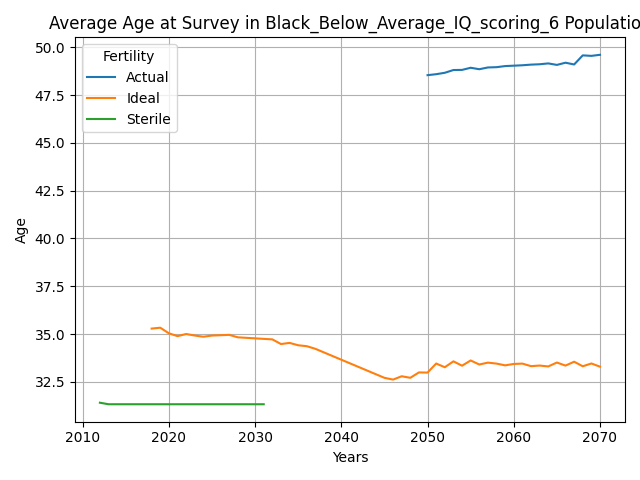 Average Age at Survey in Black_Below_Average_IQ_scoring_6 Populatio
Fertility
Actual
Ideal
Sterile
50.0
47.5
45.0
42.5
40.0
37.5
35.0
32.5
Age
2010 2020 2030 2040 2050 2060 2070
Years